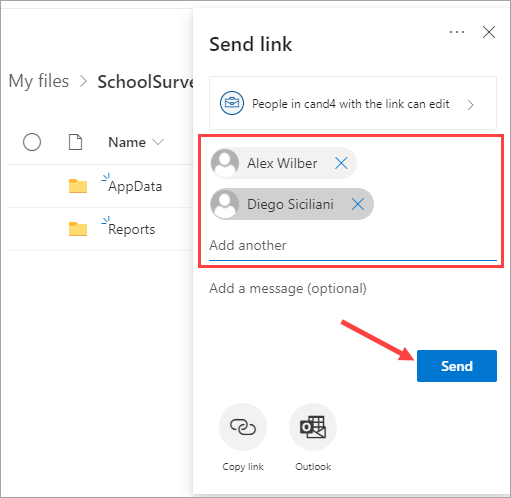 Send link
My files > SchoolSurve
People in cand4 with the link can edit
Name
Alex Wilber
AppData
Diego Siciliani
Reports
Add another
Add a message (optional)
Send
Copy link
Outlook